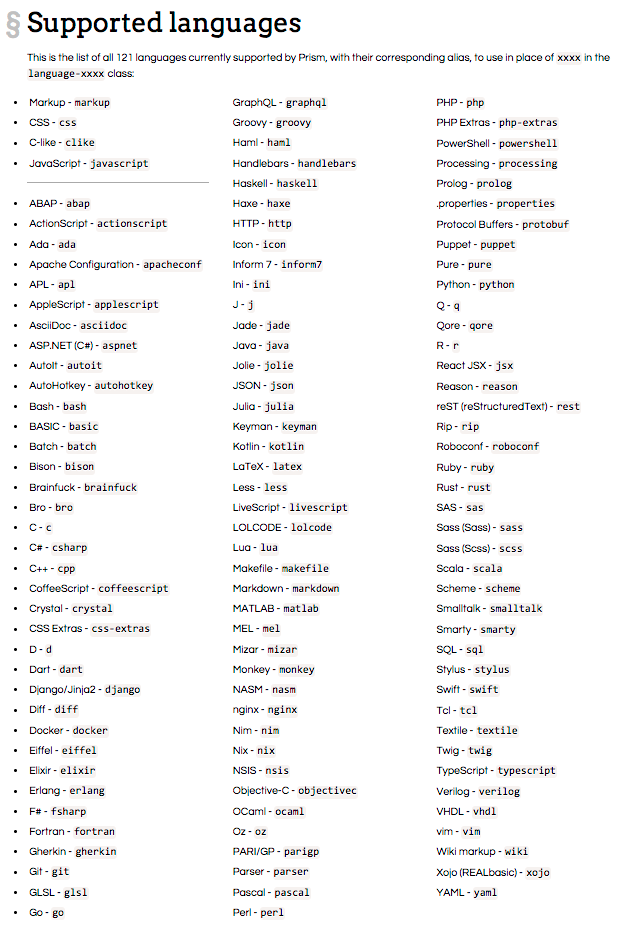 § Supported languages
This is the list of all 121 languages currently supported by Prism, with their corresponding alias, to use in place of xxxx in the
language-xxxx class:
Markup - markup
CSS - css
C-like - clike
JavaScript - javascript
ABAP - abap
ActionScript - actionscript
Ada - ada
Apache Configuration - apacheconf
APL - apl
AppleScript - applescript
AsciiDoc - asciidoc
ASP.NET (C#) - aspnet
AutoIt - autoit
AutoHotkey - autohotkey
Bash - bash
BASIC - basic
Batch - batch
Bison - bison
Brainfuck - brainfuck
Bro - bro
C - c
C# - csharp
C++ - cpp
CoffeeScript - coffeescript
Crystal - crystal
CSS Extras - css-extras
D - d
Dart - dart
Django/Jinja2 - django
Diff - diff
Docker - docker
Eiffel - eiffel
Elixir - elixir
Erlang - erlang
F# - fsharp
Fortran - fortran
Gherkin - gherkin
Git - git
GLSL - glsl
Go - go
GraphQL - graphql
Groovy - groovy
Haml - haml
Handlebars - handlebars
Haskell - haskell
Haxe - haxe
HTTP - http
Icon - icon
Inform 7 - inform7
Ini - ini
J - j
Jade - jade
Java - java
Jolie - jolie
JSON - json
Julia - julia
Keyman - keyman
Kotlin - kotlin
LaTeX - latex
Less - less
LiveScript - livescript
LOLCODE - lolcode
Lua - lua
Makefile - makefile
Markdown - markdown
MATLAB - matlab
MEL - mel
Mizar - mizar
Monkey - monkey
NASM - nasm
nginx - nginx
Nim - nim
Nix - nix
NSIS - nsis
Objective-C - objectivec
OCaml - ocaml
Oz - oz
PARI/GP - parigp
Parser - parser
Pascal - pascal
Perl - perl
PHP - php
PHP Extras - php-extras
PowerShell - powershell
Processing - processing
Prolog - prolog
.properties - properties
Protocol Buffers - protobuf
Puppet - puppet
Pure - pure
Python - python
Q - q
Qore - qore
R - r
React JSX - jsx
Reason - reason
reST (reStructuredText) - rest
Rip - rip
Roboconf - roboconf
Ruby - ruby
Rust - rust
SAS - sas
Sass (Sass) - sass
Sass (Scss) - scss
Scala - scala
Scheme - scheme
Smalltalk - smalltalk
Smarty - smarty
SQL - sql
Stylus - stylus
Swift - swift
Tcl - tcl
Textile - textile
Twig - twig
TypeScript - typescript
Verilog - verilog
VHDL - vhdl
vim - vim
Wiki markup - wiki
Xojo (REALbasic) - xojo
YAML - yaml